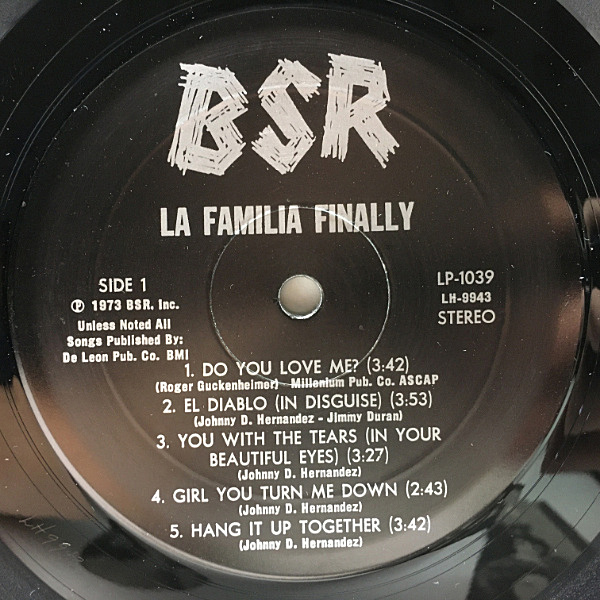 BSR
LA FAMILIA FINALLY
SIDE 1
℗ 1973 BSR, Inc.
Unless Noted All
Songs Published By:
De Leon Pub. Co. BMI
LP-1039
LH-9943
STEREO
1. DO YOU LOVE ME? (3:42)
(Roger Guckenheimer) Millenium Pub. Co. ASCAP
2. EL DIABLO (IN DISGUISE) (3:53)
(Johnny D. Hernandez - Jimmy Duran)
3. YOU WITH THE TEARS (IN YOUR
BEAUTIFUL EYES) (3:27)
(Johnny D. Hernandez)
4. GIRL YOU TURN ME DOWN (2:43)
(Johnny D. Hernandez)
5. HANG IT UP TOGETHER (3:42)
(Johnny D. Hernandez)